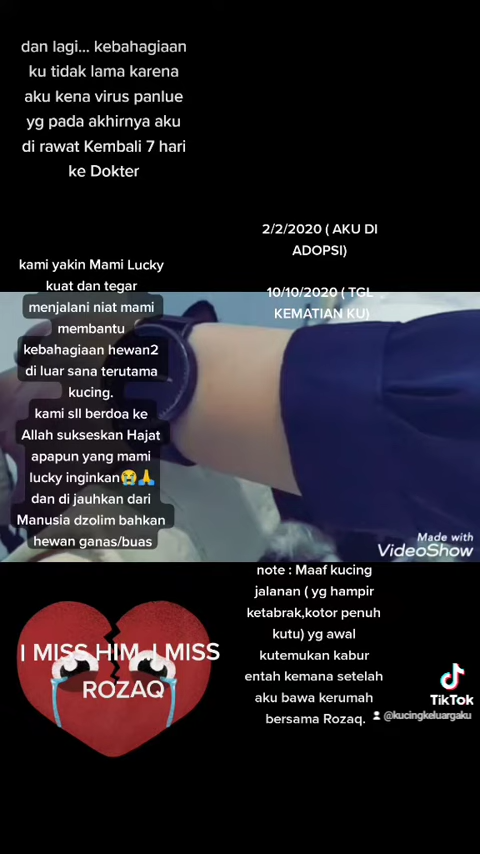 dan lagi... kebahagiaan
ku tidak lama karena
aku kena virus panlue
yg pada akhirnya aku
di rawat Kembali 7 hari
ke Dokter
2/2/2020 ( AKU DI
ADOPSI)
10/10/2020 ( TGL
KEMATIAN KU)
kami yakin Mami Lucky
kuat dan tegar
menjalani niat mami
membantu
kebahagiaan hewan2
di luar sana terutama
kucing.
kami sll berdoa ke
Allah sukseskan Hajat
apapun yang mami
lucky inginkan😭🙏
dan di jauhkan dari
Manusia dzolim bahkan
hewan ganas/buas
Made with
VideoShow
note : Maaf kucing
jalanan ( yg hampir
ketabrak,kotor penuh
kutu) yg awal
kutemukan kabur
entah kemana setelah
aku bawa kerumah
bersama Rozaq.
I MISS HIM..I MISS
ROZAQ
TikTok
@kucingkeluargaku